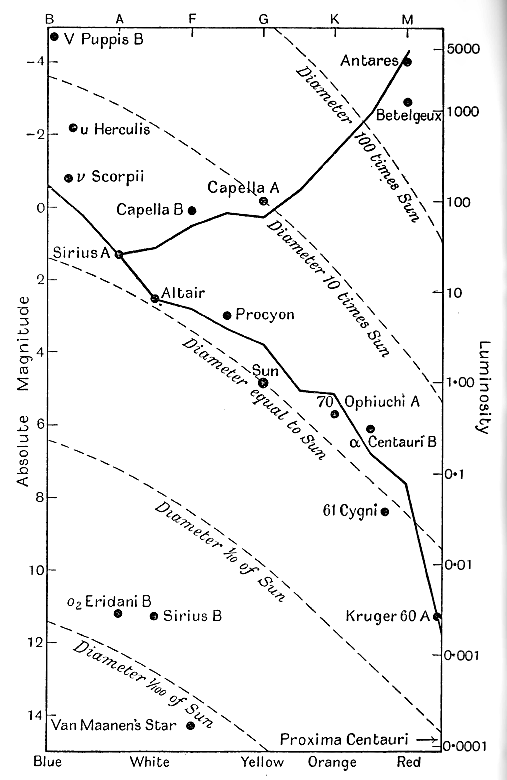 B A F G K M
V Puppis B
-4
Antares
5000
Diameter 100 times Sun
Betelgeux
1000
-2
u Herculis
ν Scorpii
Capella A
Capella B
0
100
Sirius A
Diameter 10 times Sun
2
Altair
10
Procyon
Absolute Magnitude
Luminosity
4
Diameter equal to Sun
Sun
1·00
70 Ophiuchi A
6
α Centauri B
0·1
8
61 Cygni
Diameter 1/10 of Sun
10
0·01
o₂ Eridani B
Sirius B
Kruger 60 A
12
0·001
Diameter 1/100 of Sun
14
Van Maanen's Star
Proxima Centauri →
0·0001
15
Blue White Yellow Orange Red